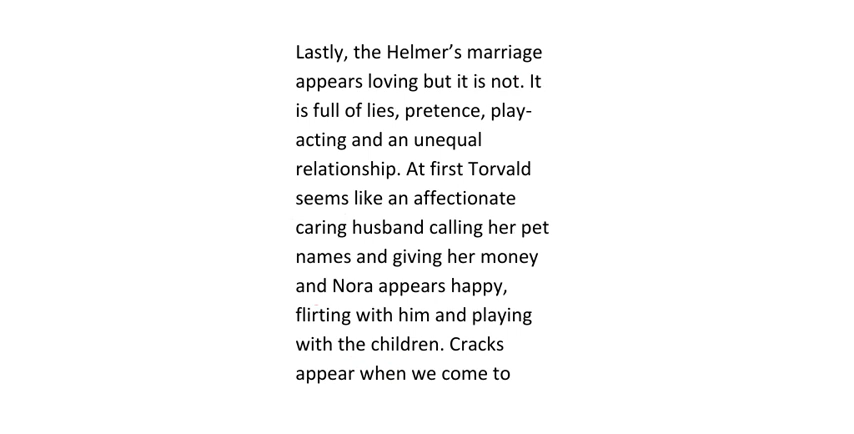 Lastly, the Helmer’s marriage
appears loving but it is not. It
is full of lies, pretence, play-
acting and an unequal
relationship. At first Torvald
seems like an affectionate
caring husband calling her pet
names and giving her money
and Nora appears happy,
flirting with him and playing
with the children. Cracks
appear when we come to